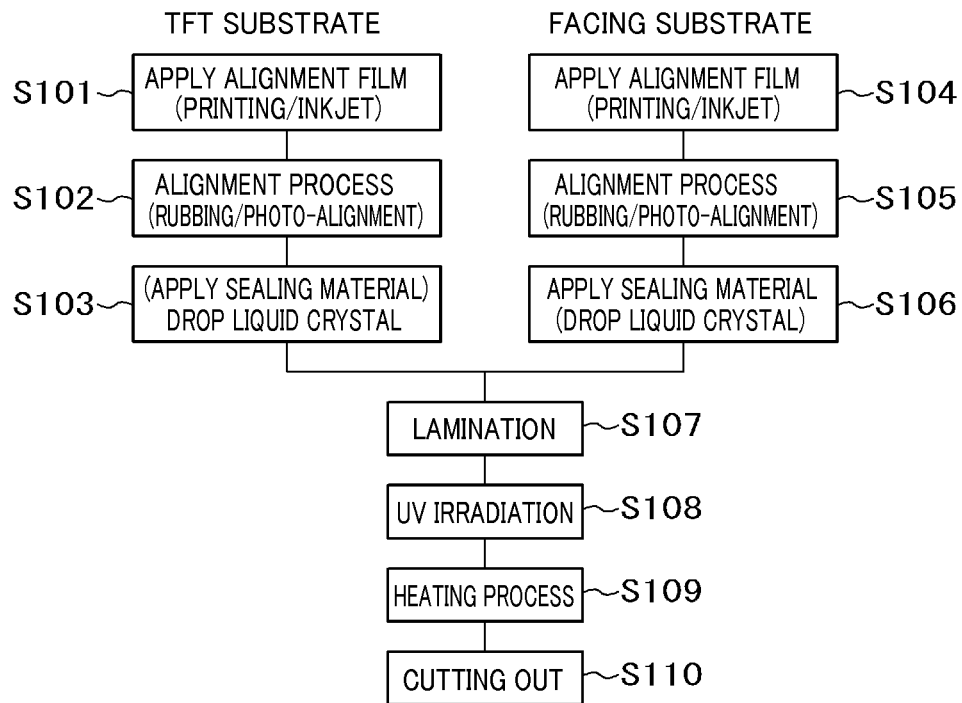 TFT SUBSTRATE
FACING SUBSTRATE
S101
APPLY ALIGNMENT FILM
(PRINTING/INKJET)
APPLY ALIGNMENT FILM
(PRINTING/INKJET)
S104
S102
ALIGNMENT PROCESS
(RUBBING/PHOTO-ALIGNMENT)
ALIGNMENT PROCESS
(RUBBING/PHOTO-ALIGNMENT)
S105
S103
(APPLY SEALING MATERIAL)
DROP LIQUID CRYSTAL
APPLY SEALING MATERIAL
(DROP LIQUID CRYSTAL)
S106
LAMINATION
S107
UV IRRADIATION
S108
HEATING PROCESS
S109
CUTTING OUT
S110